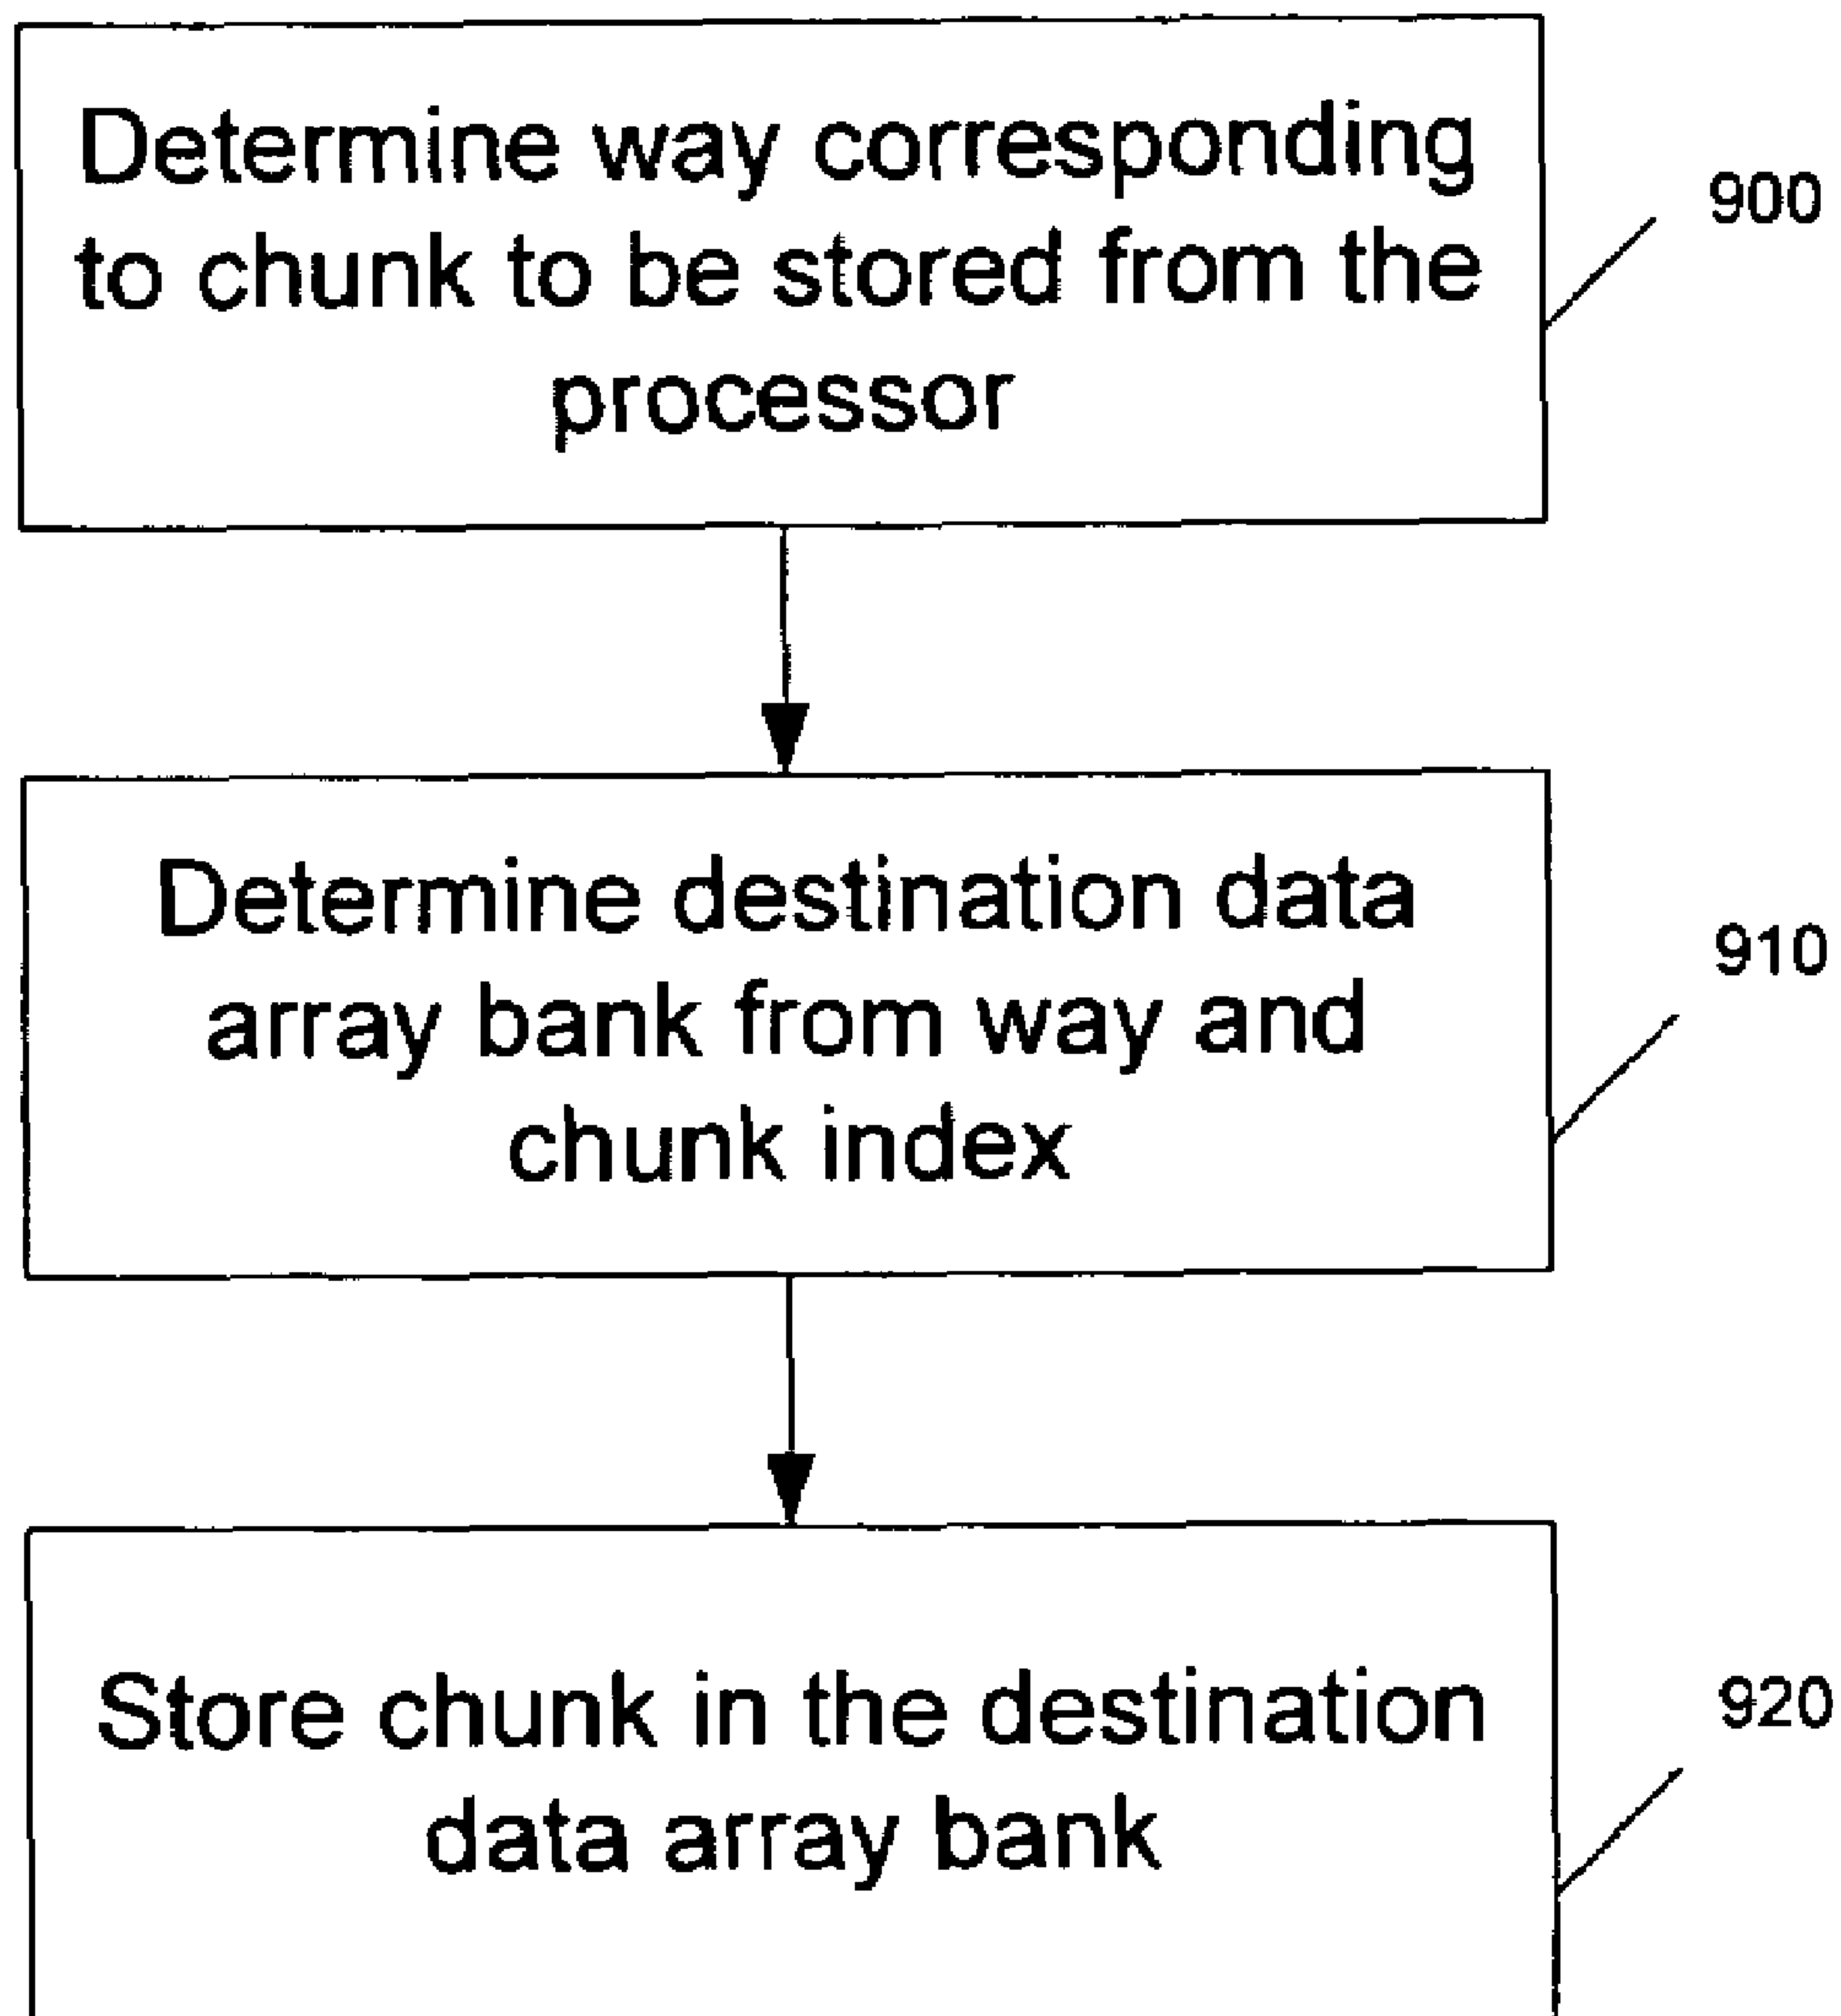 Determine way corresponding
to chunk to be stored from the
processor
900
Determine destination data
array bank from way and
chunk index
910
Store chunk in the destination
data array bank
920